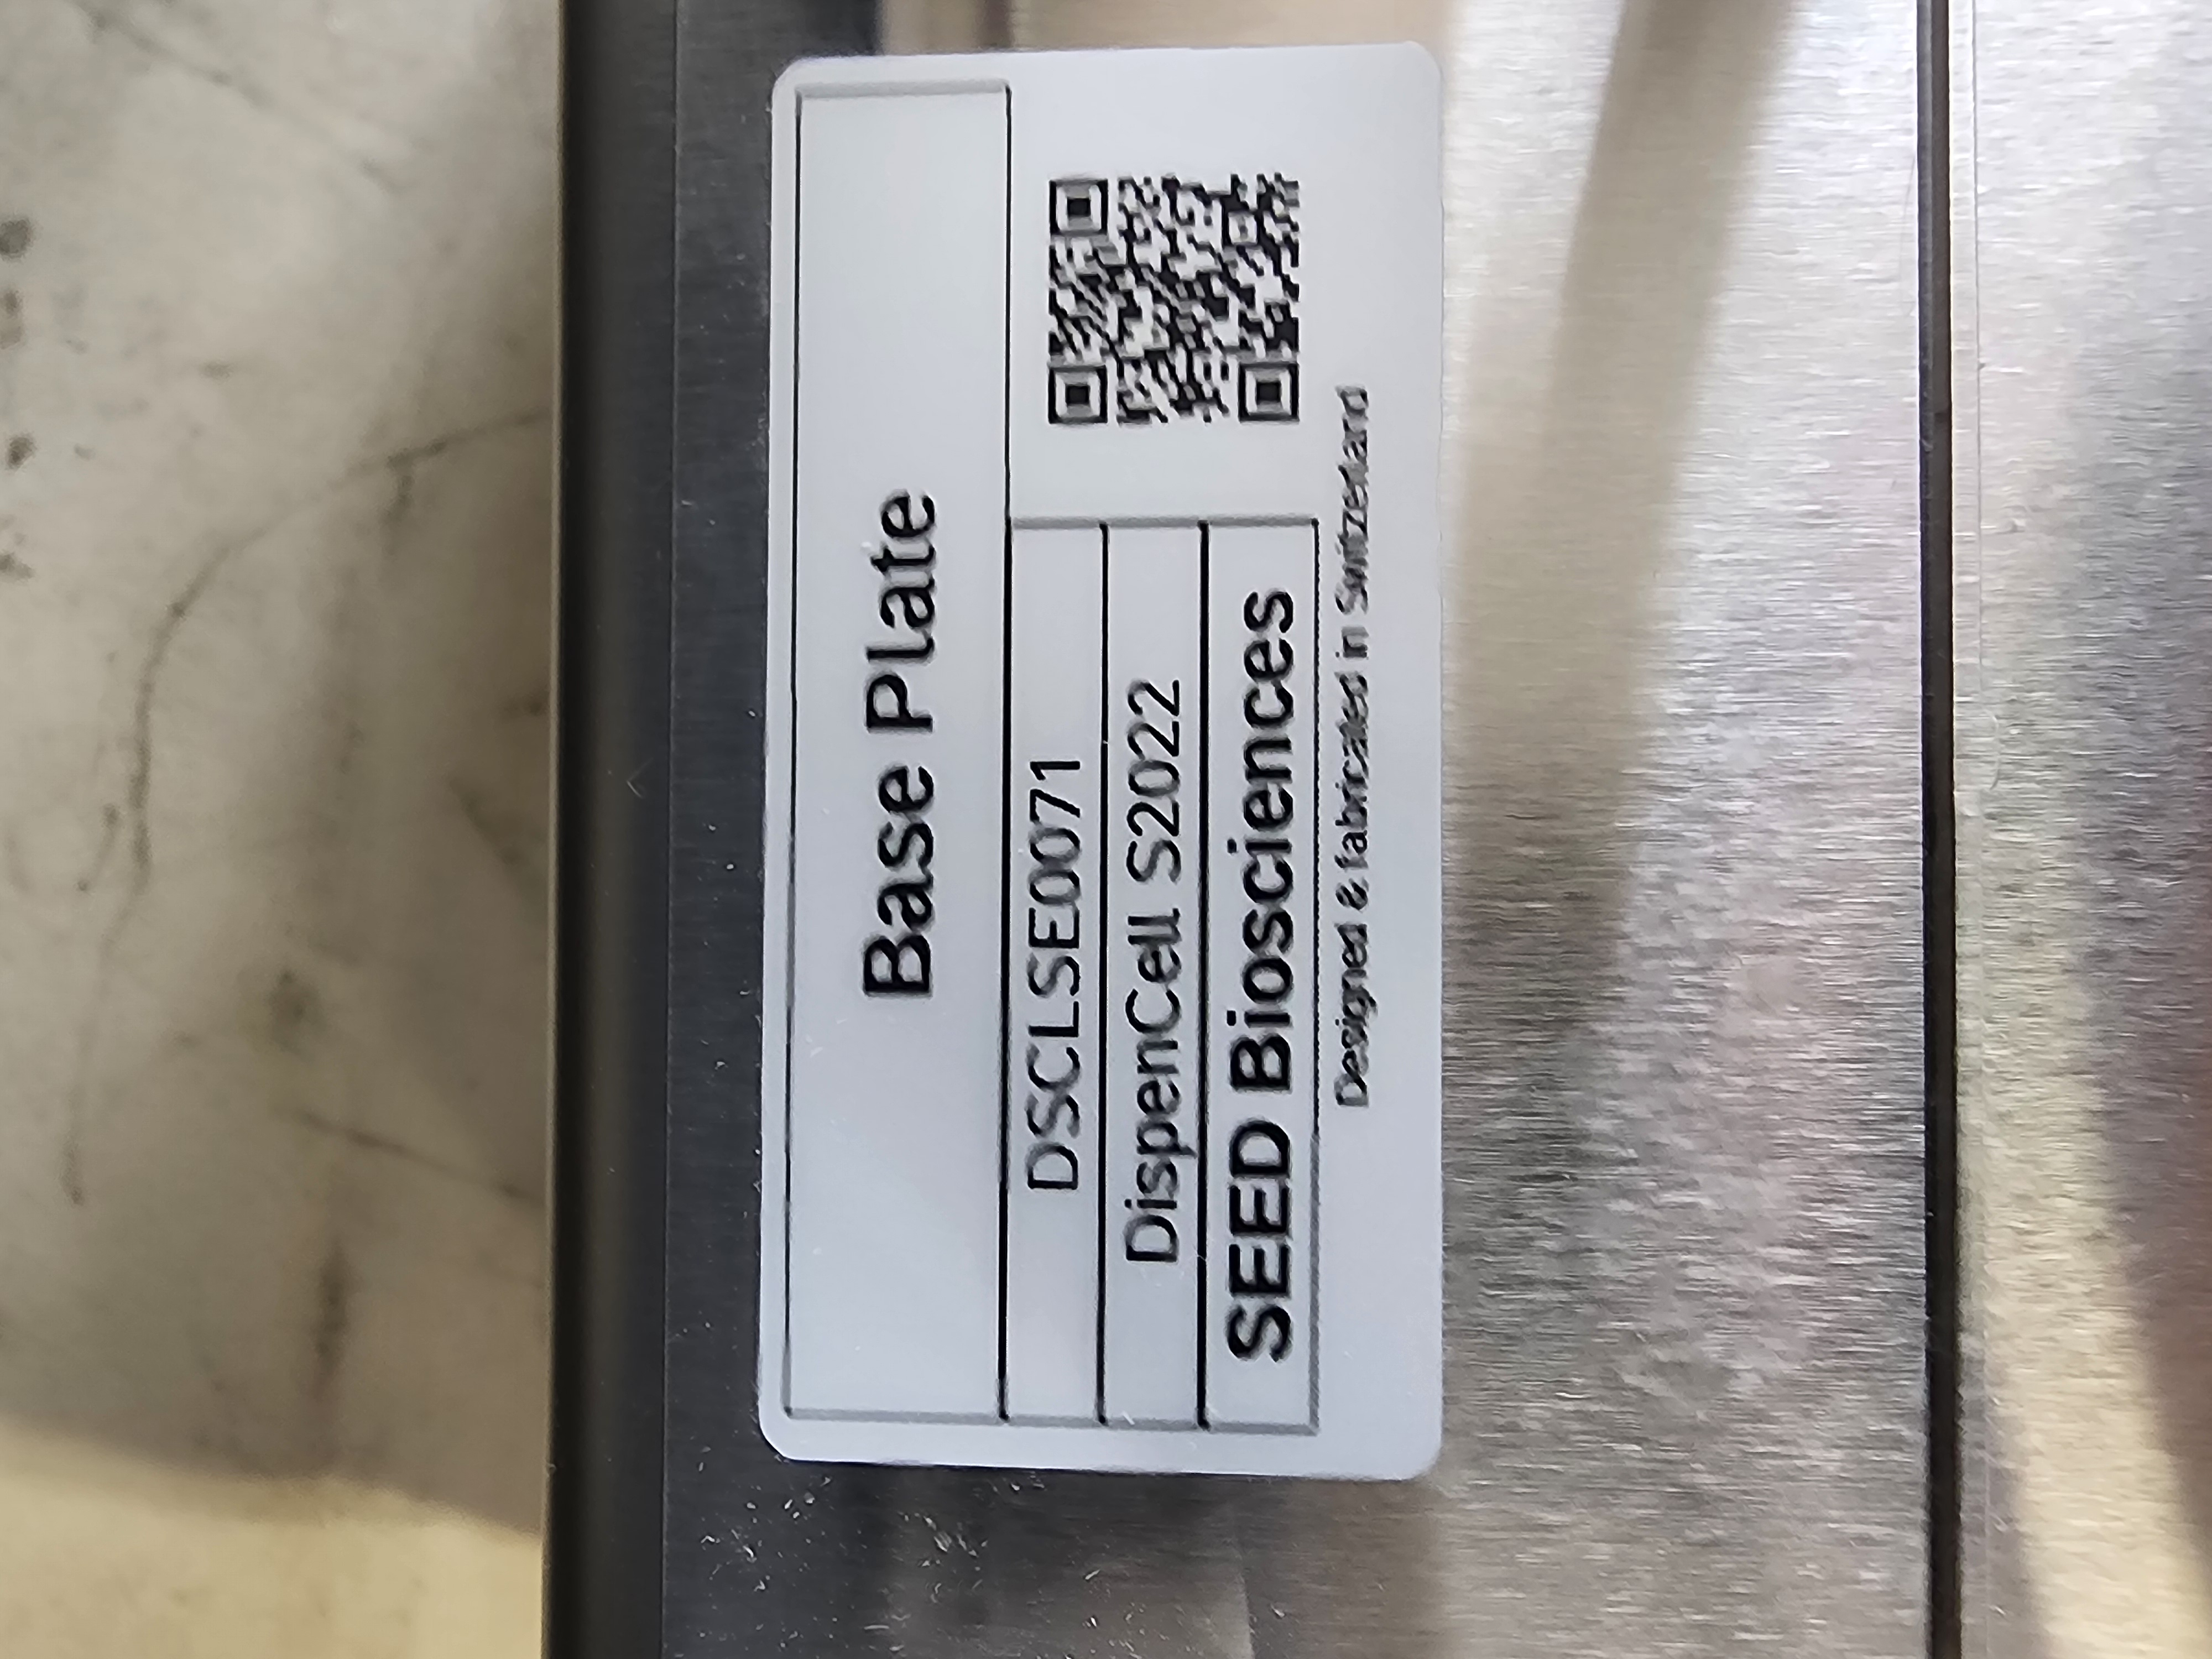 Base Plate
DSCLSE0071
DispenCell S2022
SEED Biosciences
Designed & fabricated in Switzerland